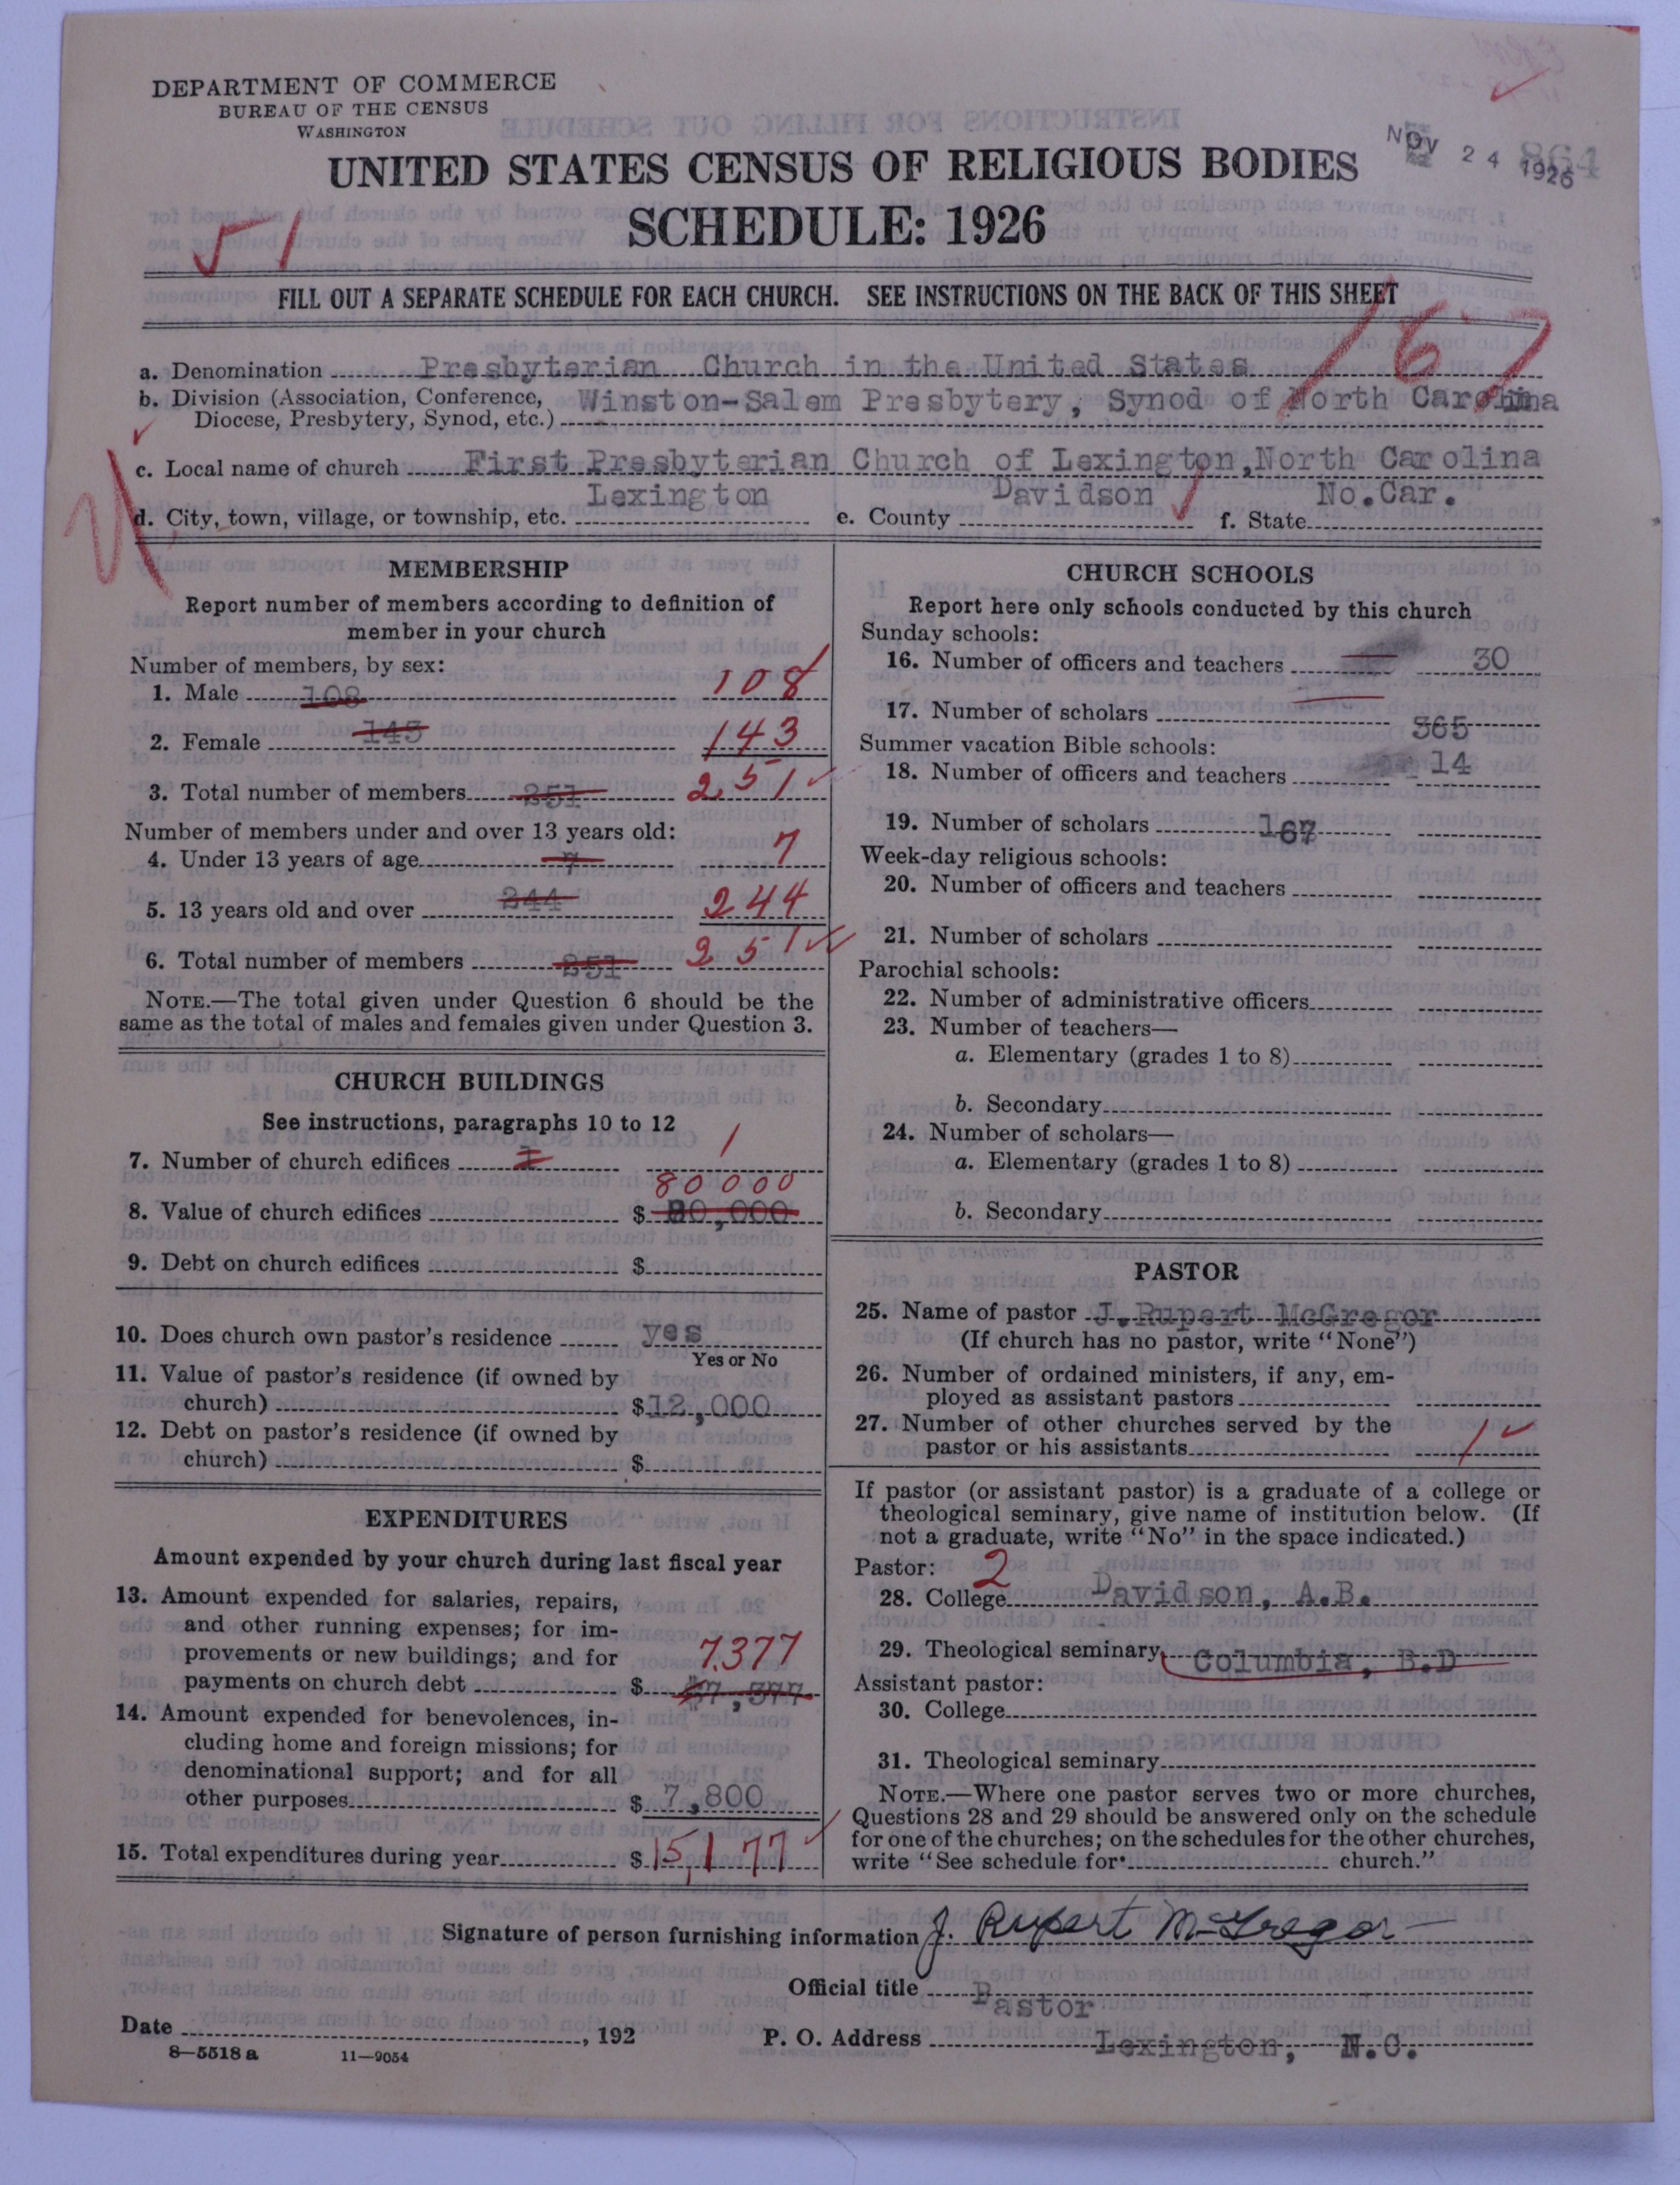 DEPARTMENT OF COMMERCE
BUREAU OF THE CENSUS
WASHINGTON
NOV 24 1926
864
UNITED STATES CENSUS OF RELIGIOUS BODIES
SCHEDULE: 1926
51
FILL OUT A SEPARATE SCHEDULE FOR EACH CHURCH. SEE INSTRUCTIONS ON THE BACK OF THIS SHEET
167
a. Denomination Presbyterian Church in the United States
b. Division (Association, Conference, Diocese, Presbytery, Synod, etc.) Winston-Salem Presbytery, Synod of North Carolina
c. Local name of church First Presbyterian Church of Lexington, North Carolina
d. City, town, village, or township, etc. Lexington e. County Davidson f. State No.Car.
MEMBERSHIP
Report number of members according to definition of
member in your church
Number of members, by sex:
1. Male 108 108
2. Female 143 143
3. Total number of members 251 251
Number of members under and over 13 years old:
4. Under 13 years of age 7 7
5. 13 years old and over 244 244
6. Total number of members 251 251
NOTE.—The total given under Question 6 should be the
same as the total of males and females given under Question 3.
CHURCH BUILDINGS
See instructions, paragraphs 10 to 12
7. Number of church edifices 1 1
80000
8. Value of church edifices $ 80,000
9. Debt on church edifices $
10. Does church own pastor's residence yes
Yes or No
11. Value of pastor's residence (if owned by
church) $12,000
12. Debt on pastor's residence (if owned by
church) $
EXPENDITURES
Amount expended by your church during last fiscal year
13. Amount expended for salaries, repairs,
and other running expenses; for im-
provements or new buildings; and for 7377
payments on church debt $ 7,377
14. Amount expended for benevolences, in-
cluding home and foreign missions; for
denominational support; and for all
other purposes $ 7,800
15. Total expenditures during year $ 15,177
CHURCH SCHOOLS
Report here only schools conducted by this church
Sunday schools:
16. Number of officers and teachers 30
17. Number of scholars 365
Summer vacation Bible schools:
18. Number of officers and teachers 14
19. Number of scholars 167
Week-day religious schools:
20. Number of officers and teachers
21. Number of scholars
Parochial schools:
22. Number of administrative officers
23. Number of teachers—
a. Elementary (grades 1 to 8)
b. Secondary
24. Number of scholars—
a. Elementary (grades 1 to 8)
b. Secondary
PASTOR
25. Name of pastor J.Rupert McGregor
(If church has no pastor, write "None")
26. Number of ordained ministers, if any, em-
ployed as assistant pastors
27. Number of other churches served by the
pastor or his assistants 1
If pastor (or assistant pastor) is a graduate of a college or
theological seminary, give name of institution below. (If
not a graduate, write "No" in the space indicated.)
Pastor: 2
28. College Davidson, A.B.
29. Theological seminary Columbia, B.D
Assistant pastor:
30. College
31. Theological seminary
NOTE.—Where one pastor serves two or more churches,
Questions 28 and 29 should be answered only on the schedule
for one of the churches; on the schedules for the other churches,
write "See schedule for church."
Signature of person furnishing information J. Rupert McGregor
Official title Pastor
Date , 192 P. O. Address Lexington, N.C.
8—5518 a 11—9054